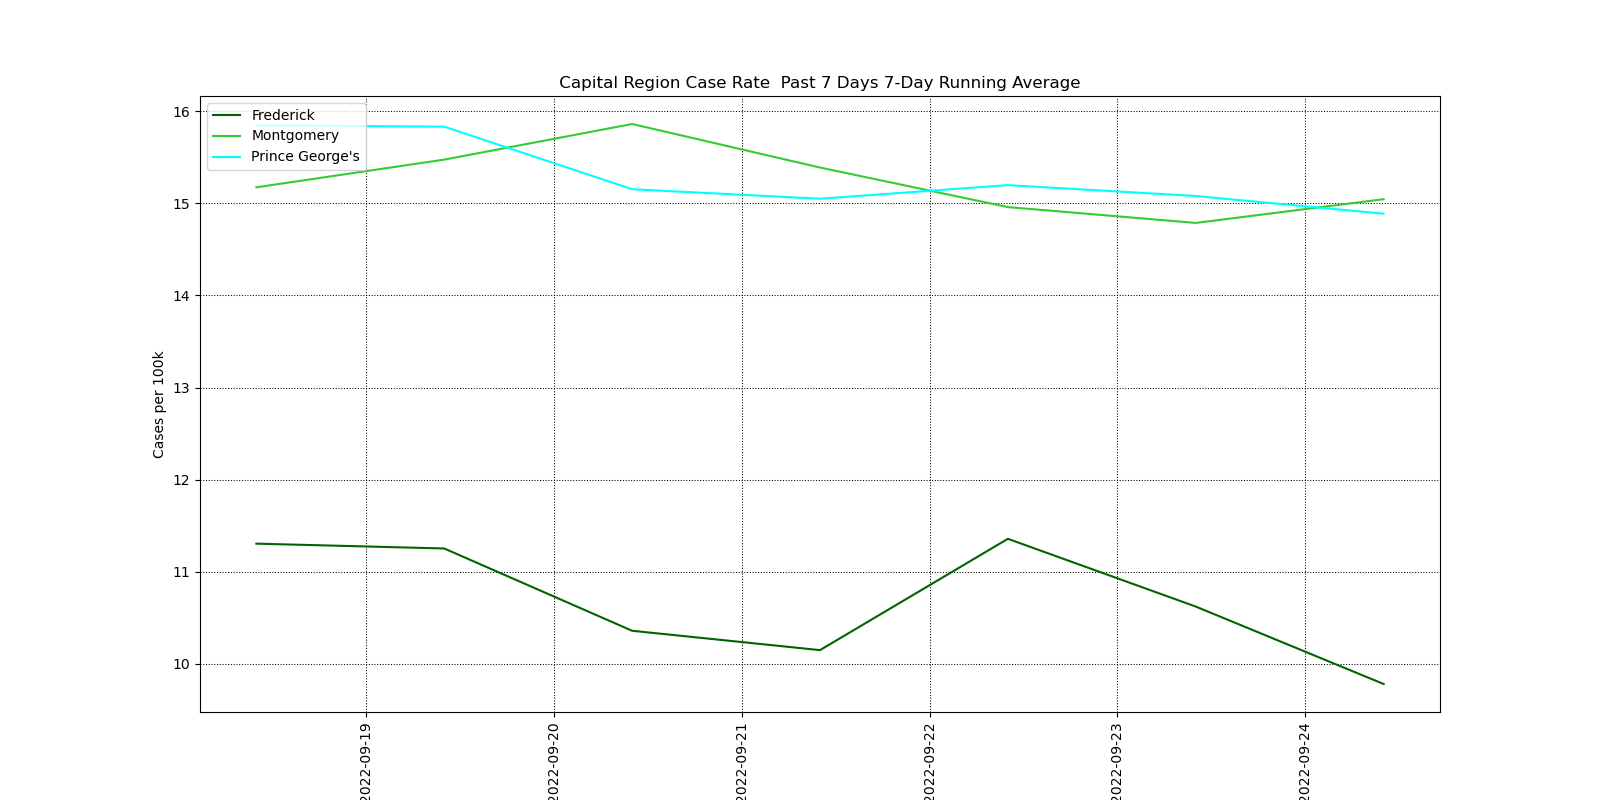 Capital Region Case Rate  Past 7 Days 7-Day Running Average
Frederick
Montgomery
Prince George's
16
15
14
13
12
11
10
Cases per 100k
2022-09-19
2022-09-20
2022-09-21
2022-09-22
2022-09-23
2022-09-24